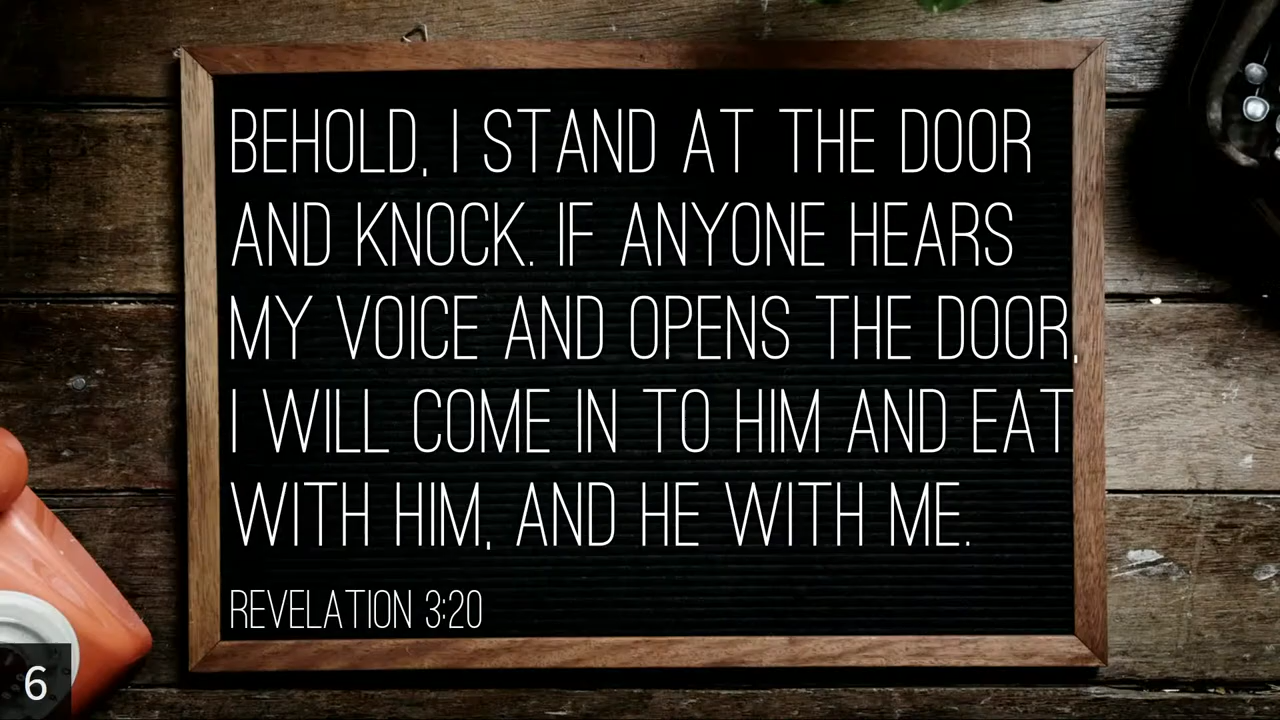 BEHOLD, I STAND AT THE DOOR
AND KNOCK. IF ANYONE HEARS
MY VOICE AND OPENS THE DOOR,
I WILL COME IN TO HIM AND EAT
WITH HIM, AND HE WITH ME.
REVELATION 3:20
6